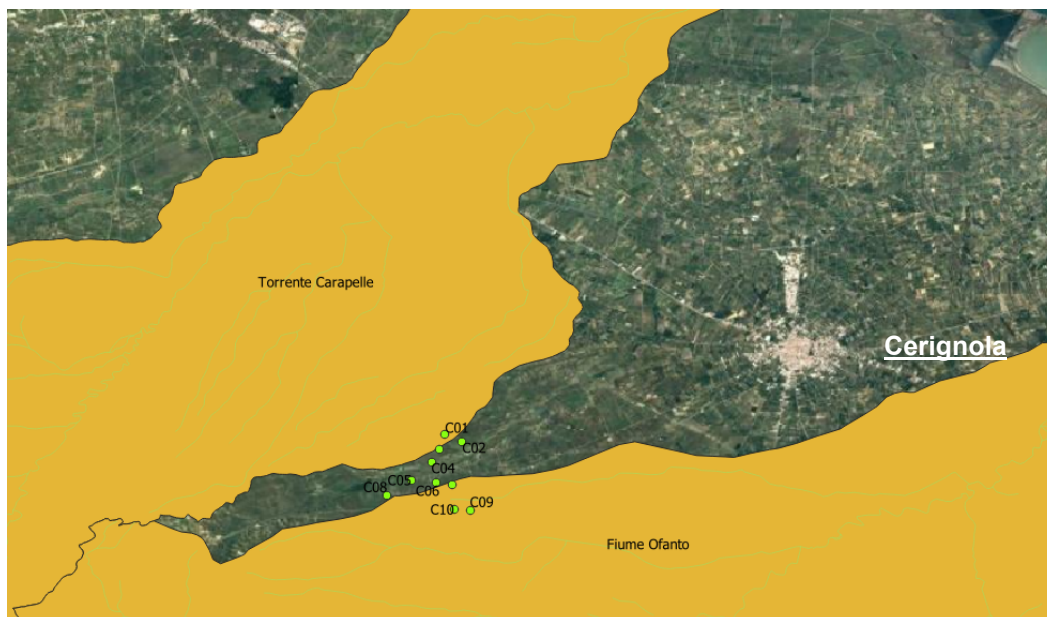 Torrente Carapelle
Cerignola
C01
C02
C04
C05
C06
C08
C09
C10
Fiume Ofanto